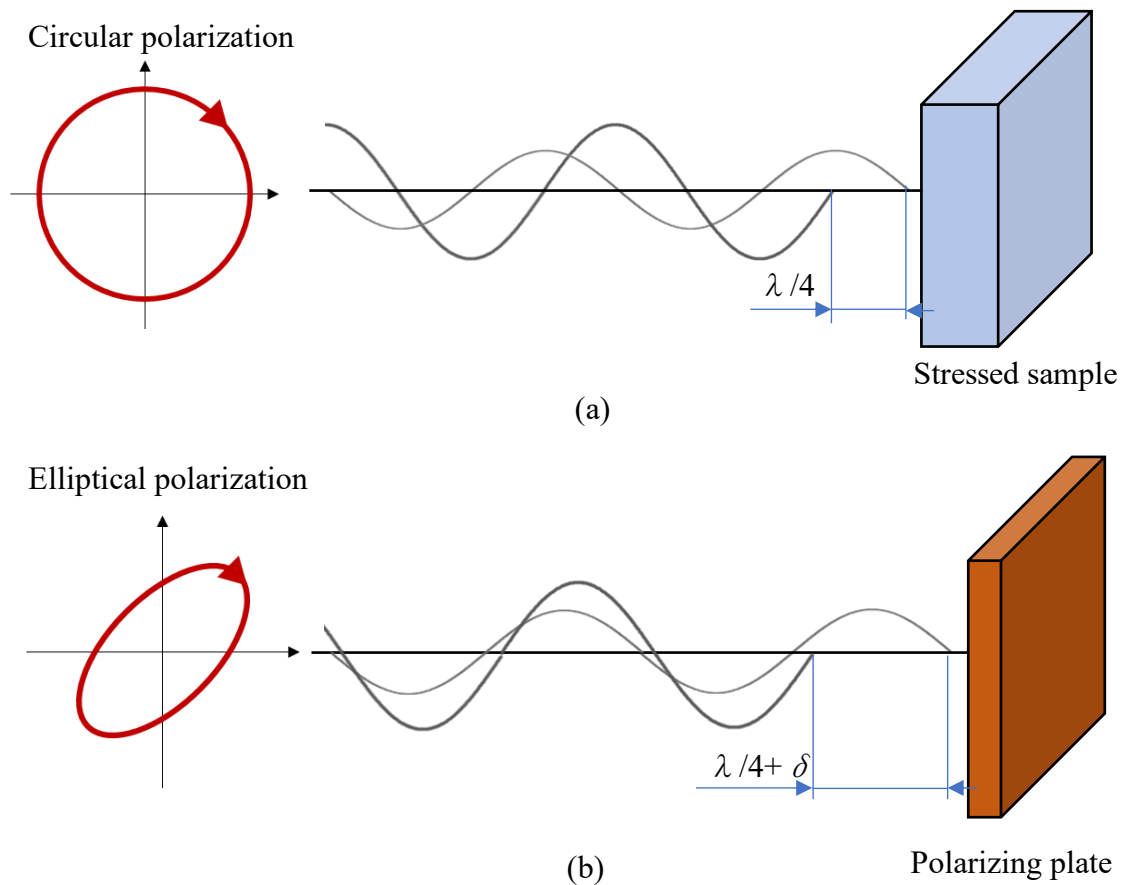 Circular polarization
λ /4
Stressed sample
(a)
Elliptical polarization
λ /4+ δ
Polarizing plate
(b)